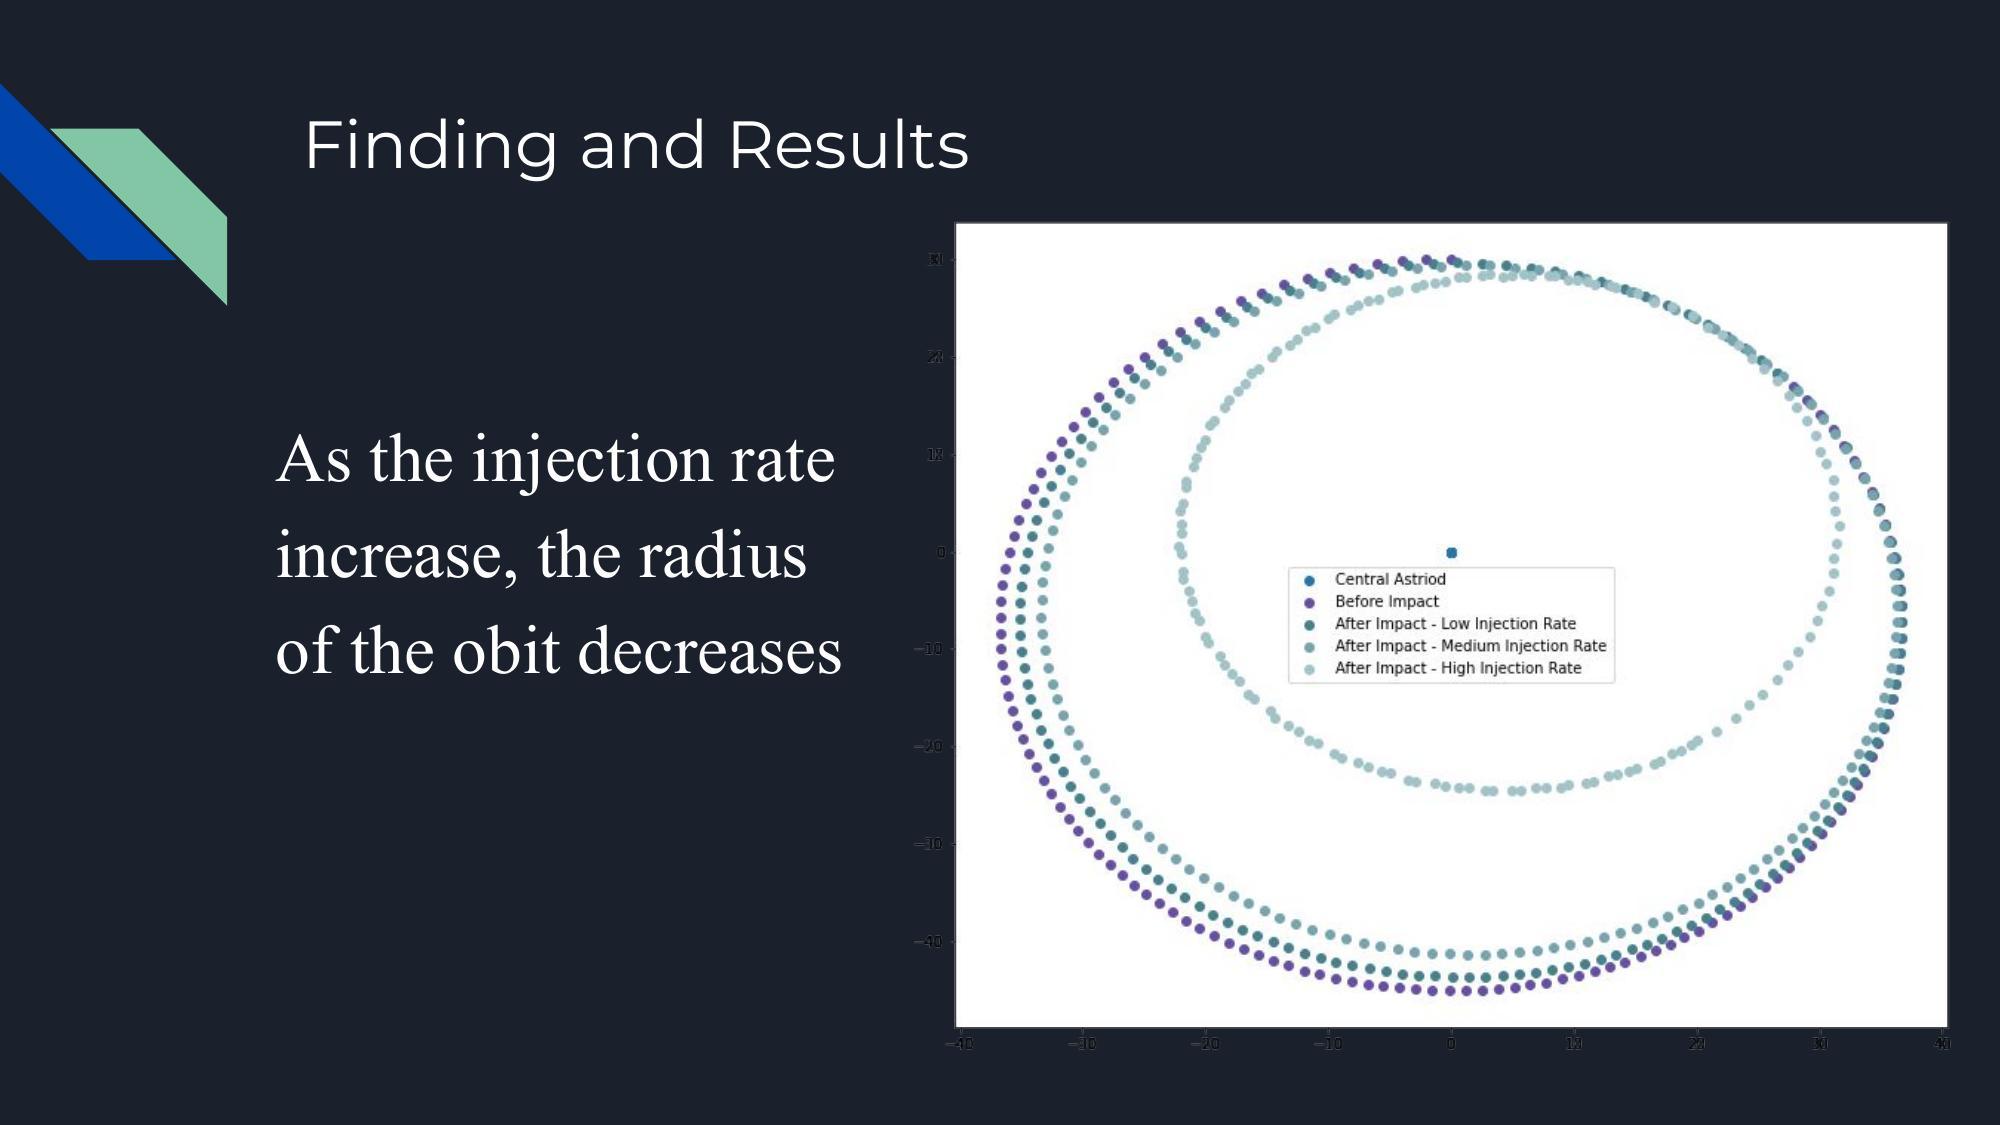 Finding and Results
As the injection rate
increase, the radius
of the obit decreases
30
20
10
0
−10
−20
−30
−40
Central Astriod
Before Impact
After Impact - Low Injection Rate
After Impact - Medium Injection Rate
After Impact - High Injection Rate
−40 −30 −20 −10 0 10 20 30 40